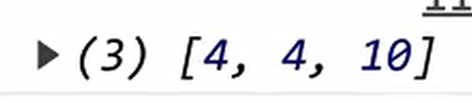 ▶ (3) [4, 4, 10]